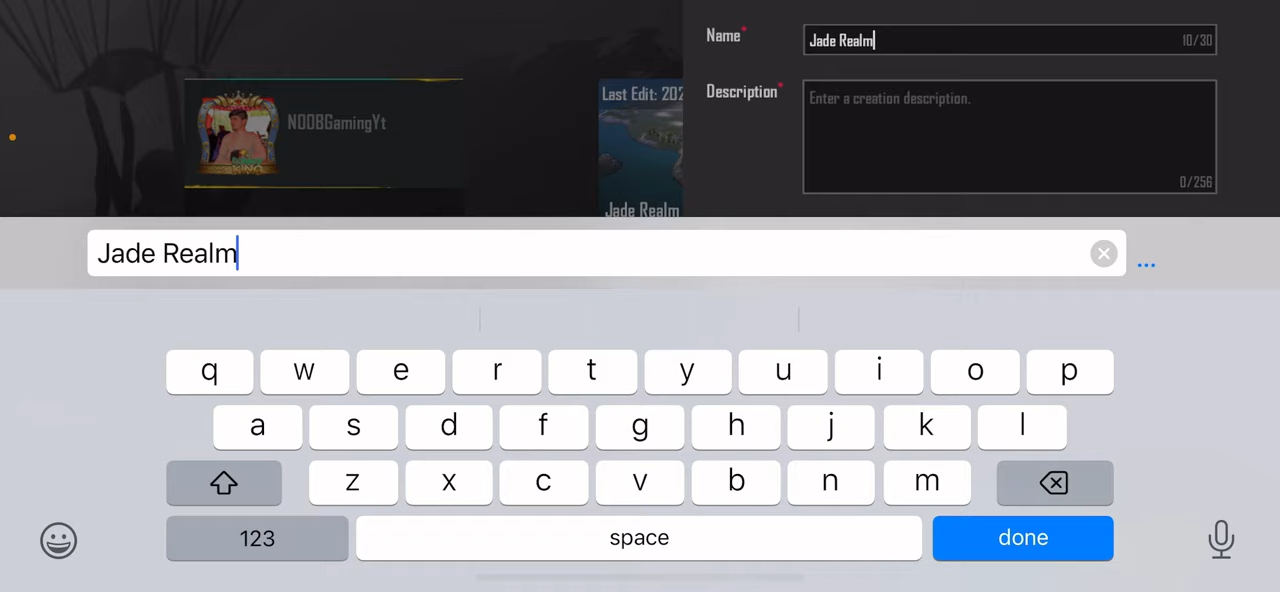 Name*
Jade Realm
10/30
Description*
Enter a creation description.
0/256
NOOBGamingYt
KING
Last Edit: 202
Jade Realm
Jade Realm
...
q w e r t y u i o p
a s d f g h j k l
z x c v b n m
123 space done